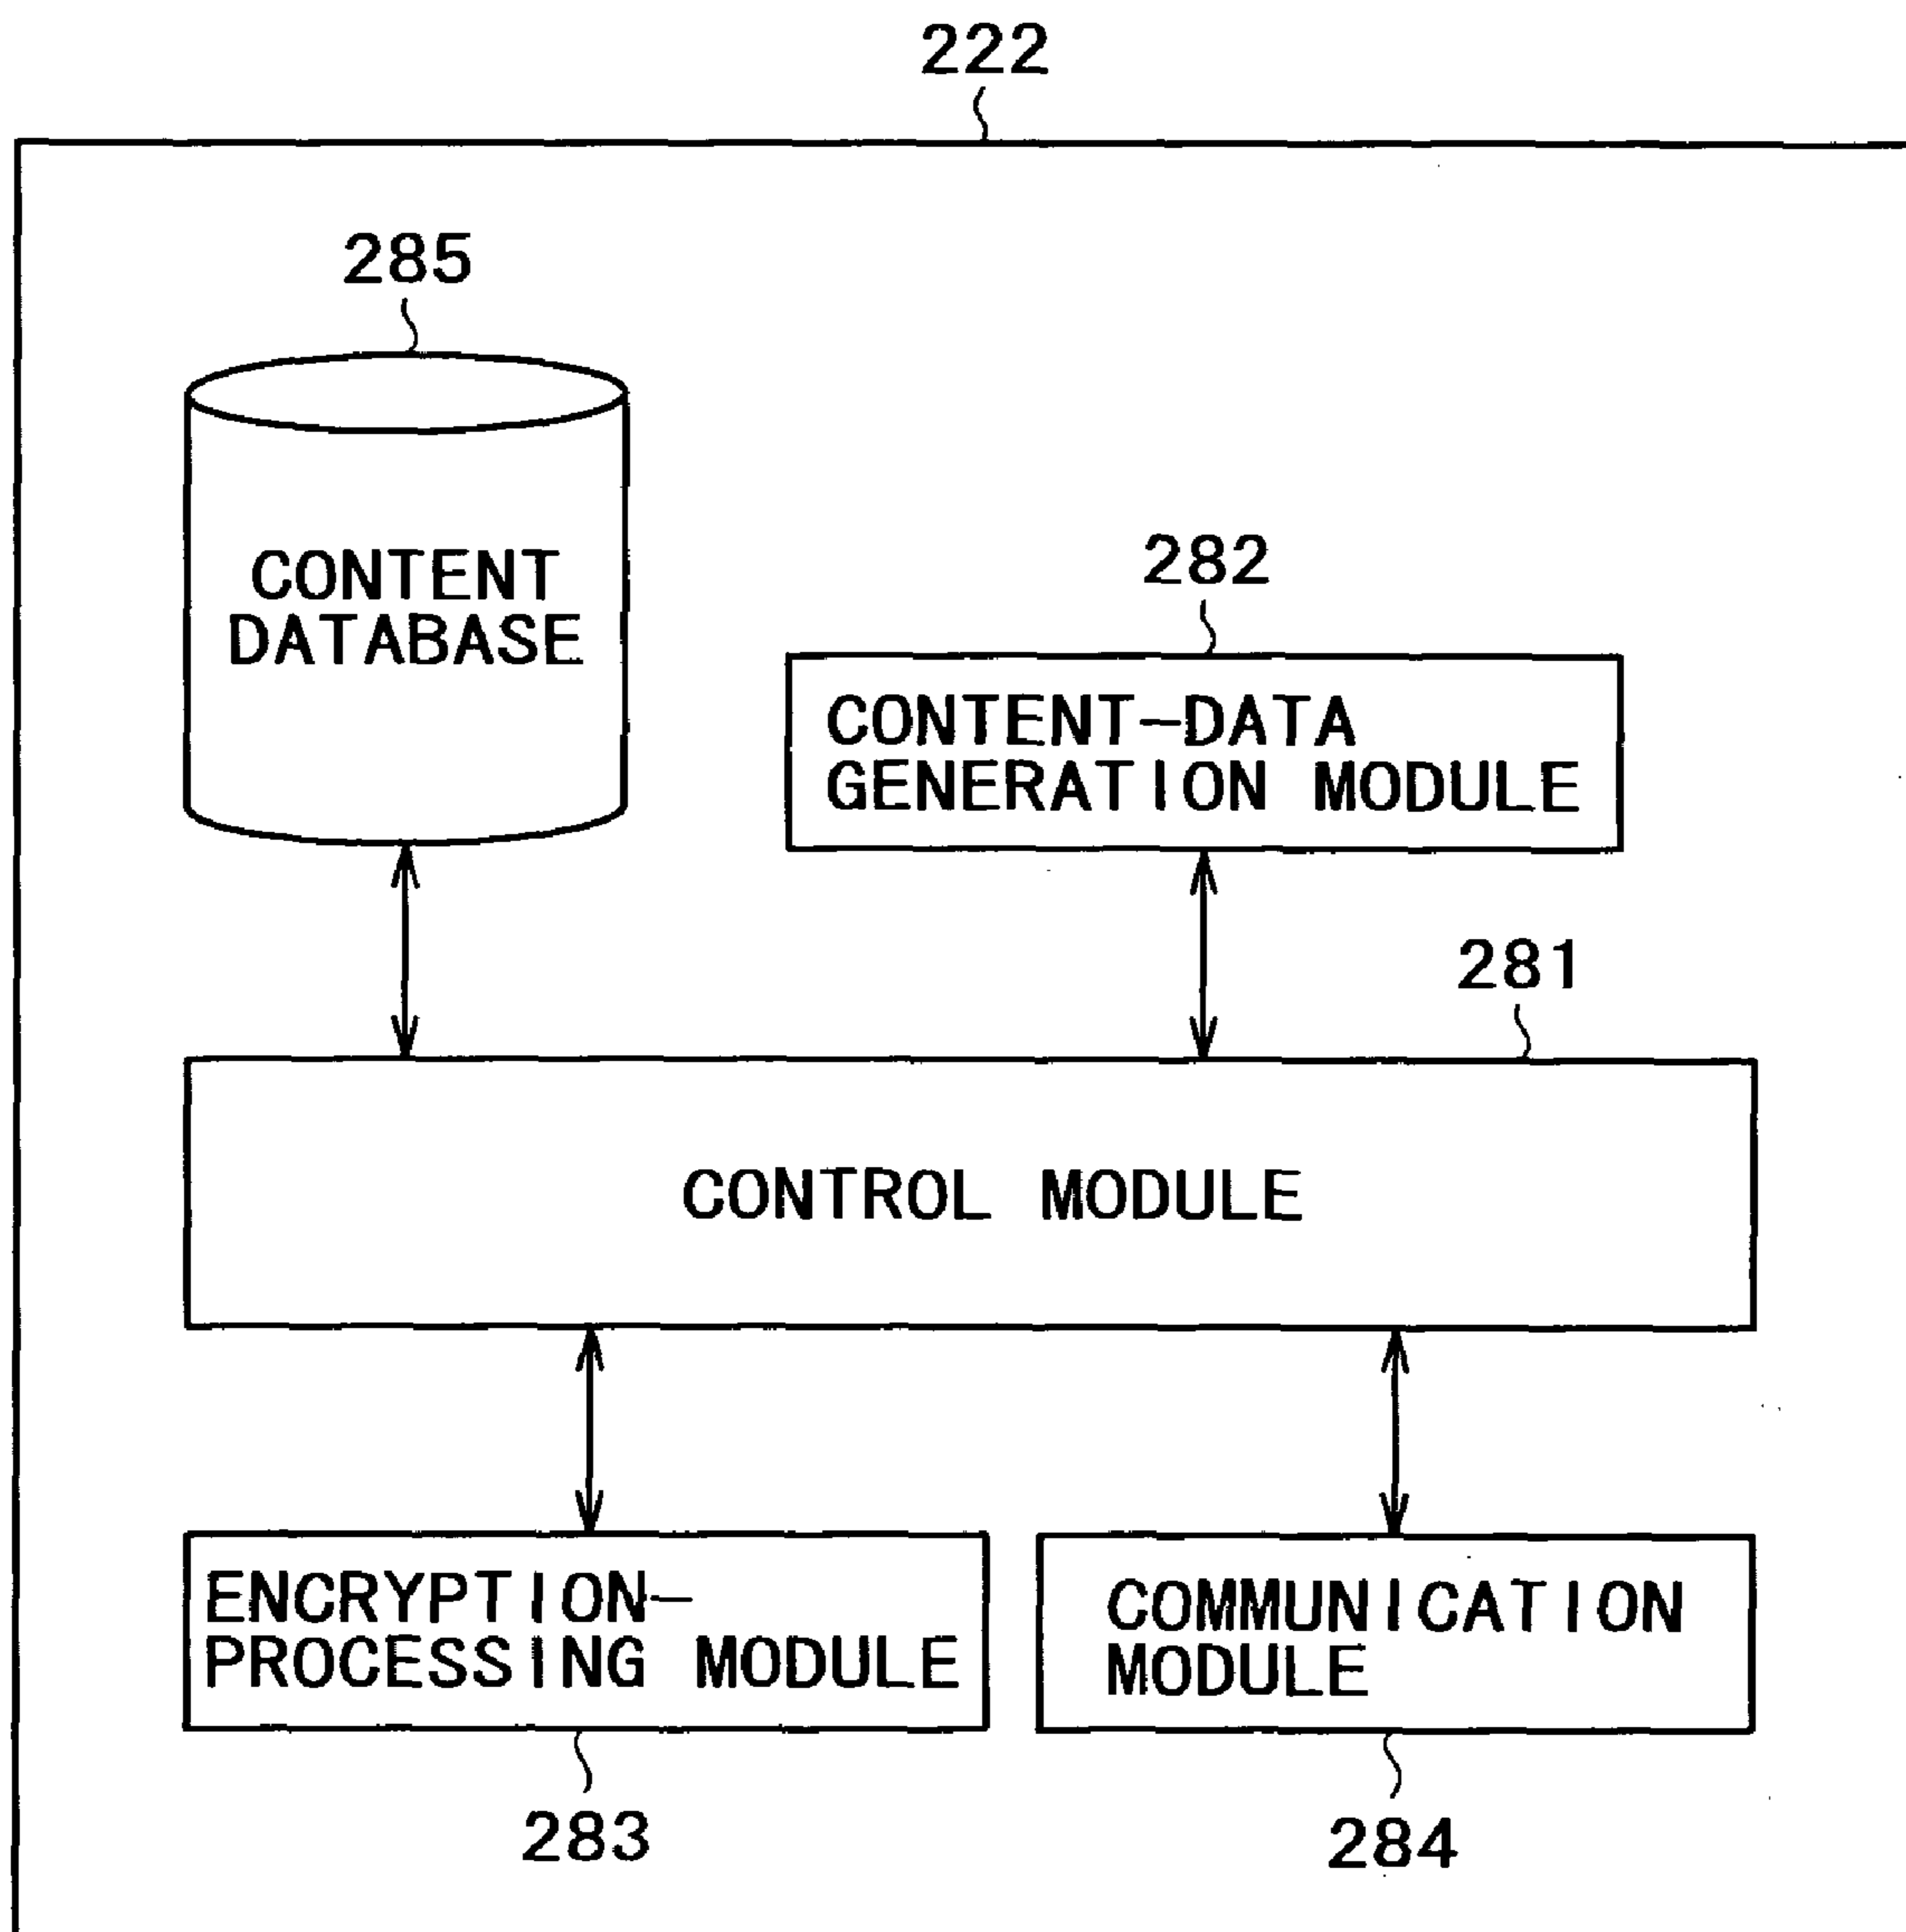 222
285
CONTENT
DATABASE
282
CONTENT-DATA
GENERATION MODULE
281
CONTROL MODULE
ENCRYPTION-
PROCESSING MODULE
COMMUNICATION
MODULE
283
284